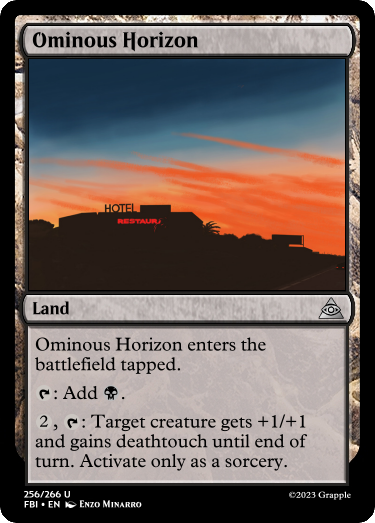 Ominous Horizon
HOTEL
RESTAUR
Land
Ominous Horizon enters the
battlefield tapped.
: Add .
2 , : Target creature gets +1/+1
and gains deathtouch until end of
turn. Activate only as a sorcery.
256/266 U
FBI • EN Enzo Minarro
©2023 Grapple